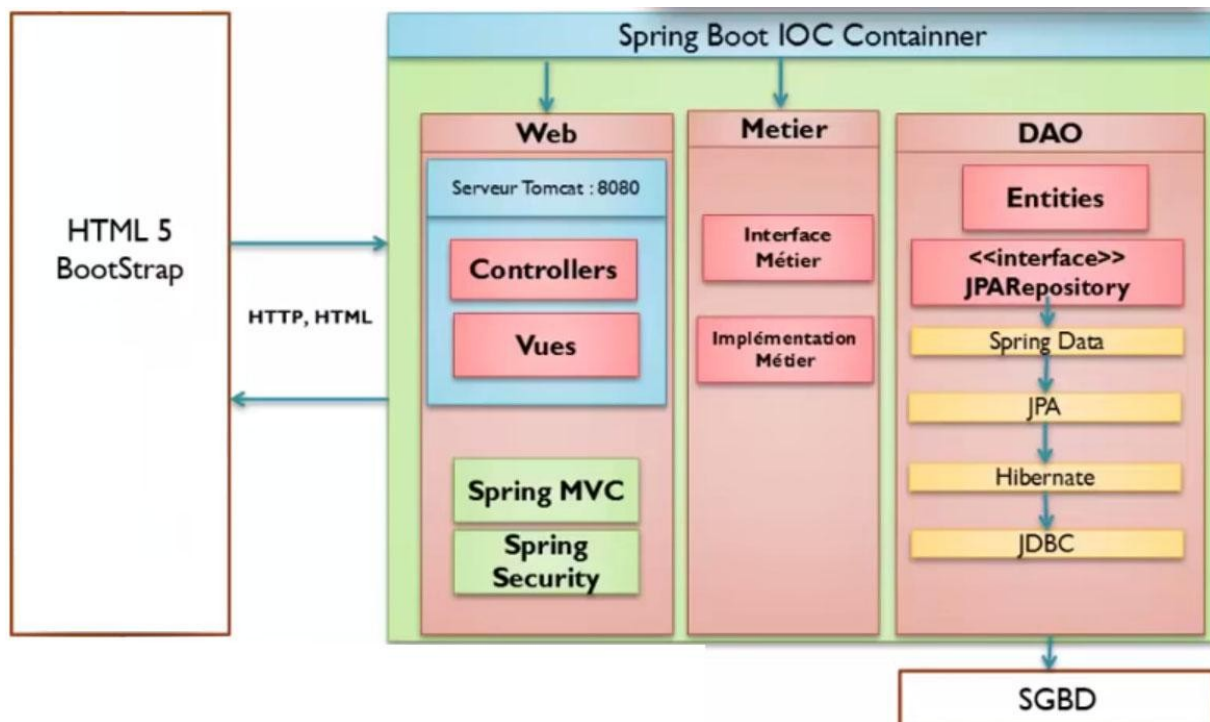 Spring Boot IOC Containner
HTML 5
BootStrap
HTTP, HTML
Web
Serveur Tomcat : 8080
Controllers
Vues
Spring MVC
Spring
Security
Metier
Interface
Métier
Implémentation
Métier
DAO
Entities
<<interface>>
JPARepository
Spring Data
JPA
Hibernate
JDBC
SGBD